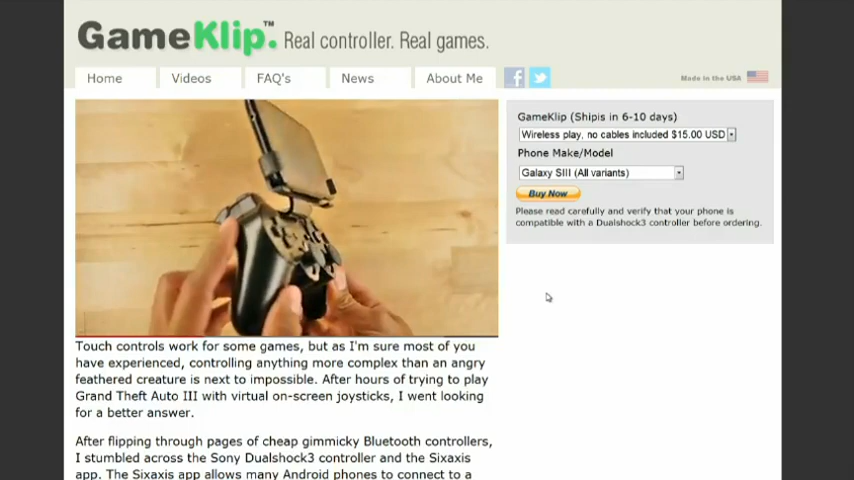 GameKlip.™ Real controller. Real games.
Home Videos FAQ's News About Me f Made in the USA
GameKlip (Shipis in 6-10 days)
Wireless play, no cables included $15.00 USD
Phone Make/Model
Galaxy SIII (All variants)
Buy Now
Please read carefully and verify that your phone is
compatible with a Dualshock3 controller before ordering.
Touch controls work for some games, but as I'm sure most of you
have experienced, controlling anything more complex than an angry
feathered creature is next to impossible. After hours of trying to play
Grand Theft Auto III with virtual on-screen joysticks, I went looking
for a better answer.
After flipping through pages of cheap gimmicky Bluetooth controllers,
I stumbled across the Sony Dualshock3 controller and the Sixaxis
app. The Sixaxis app allows many Android phones to connect to a